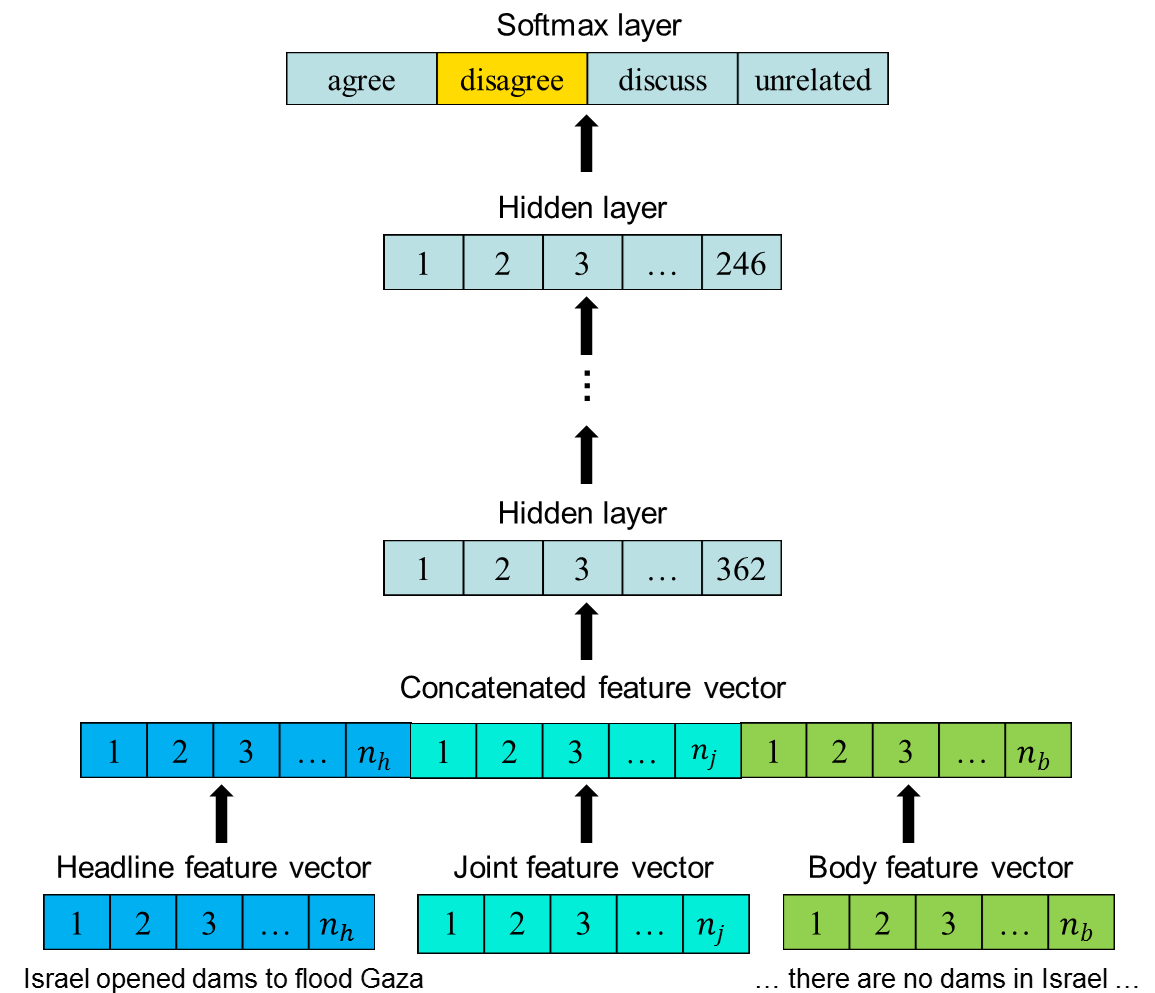 Softmax layer
agree disagree discuss unrelated
Hidden layer
1 2 3 … 246
⋮
Hidden layer
1 2 3 … 362
Concatenated feature vector
1 2 3 … n_h 1 2 3 … n_j 1 2 3 … n_b
Headline feature vector Joint feature vector Body feature vector
1 2 3 … n_h 1 2 3 … n_j 1 2 3 … n_b
Israel opened dams to flood Gaza … there are no dams in Israel …